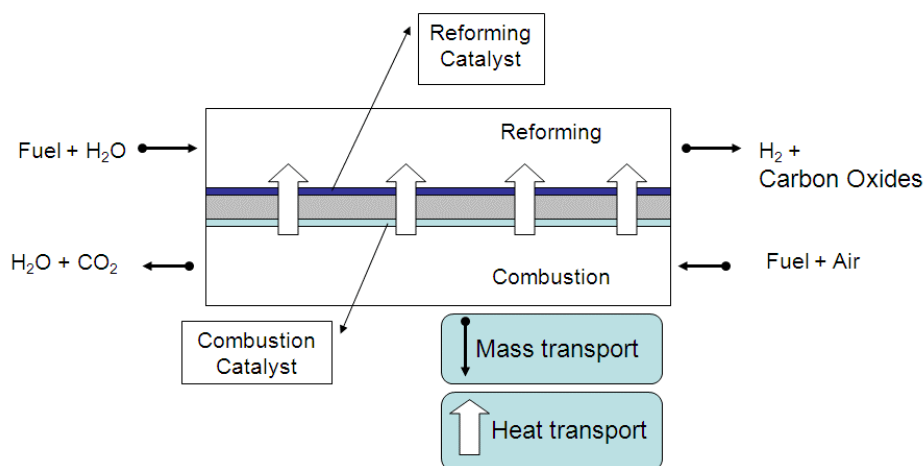 Reforming
Catalyst
Reforming
Fuel + H₂O
H₂ +
Carbon Oxides
H₂O + CO₂
Combustion
Fuel + Air
Combustion
Catalyst
Mass transport
Heat transport